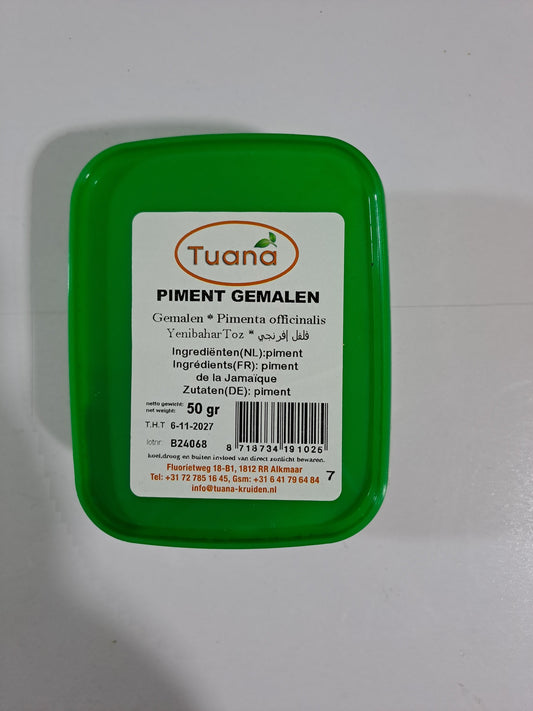 Tuana
PIMENT GEMALEN
Gemalen * Pimenta officinalis
YenibaharToz * فلفل إفرنجي
Ingrediënten(NL):piment
Ingrédients(FR): piment
de la Jamaïque
Zutaten(DE): piment
netto gewicht:
net weight: 50 gr
T.H.T 6-11-2027
lotnr: B24068
8 718734 191026
koel,droog en buiten invloed van direct zonlicht bewaren.
Fluorietweg 18-B1, 1812 RR Alkmaar
Tel: +31 72 785 16 45, Gsm: +31 6 41 79 64 84
info@tuana-kruiden.nl
7